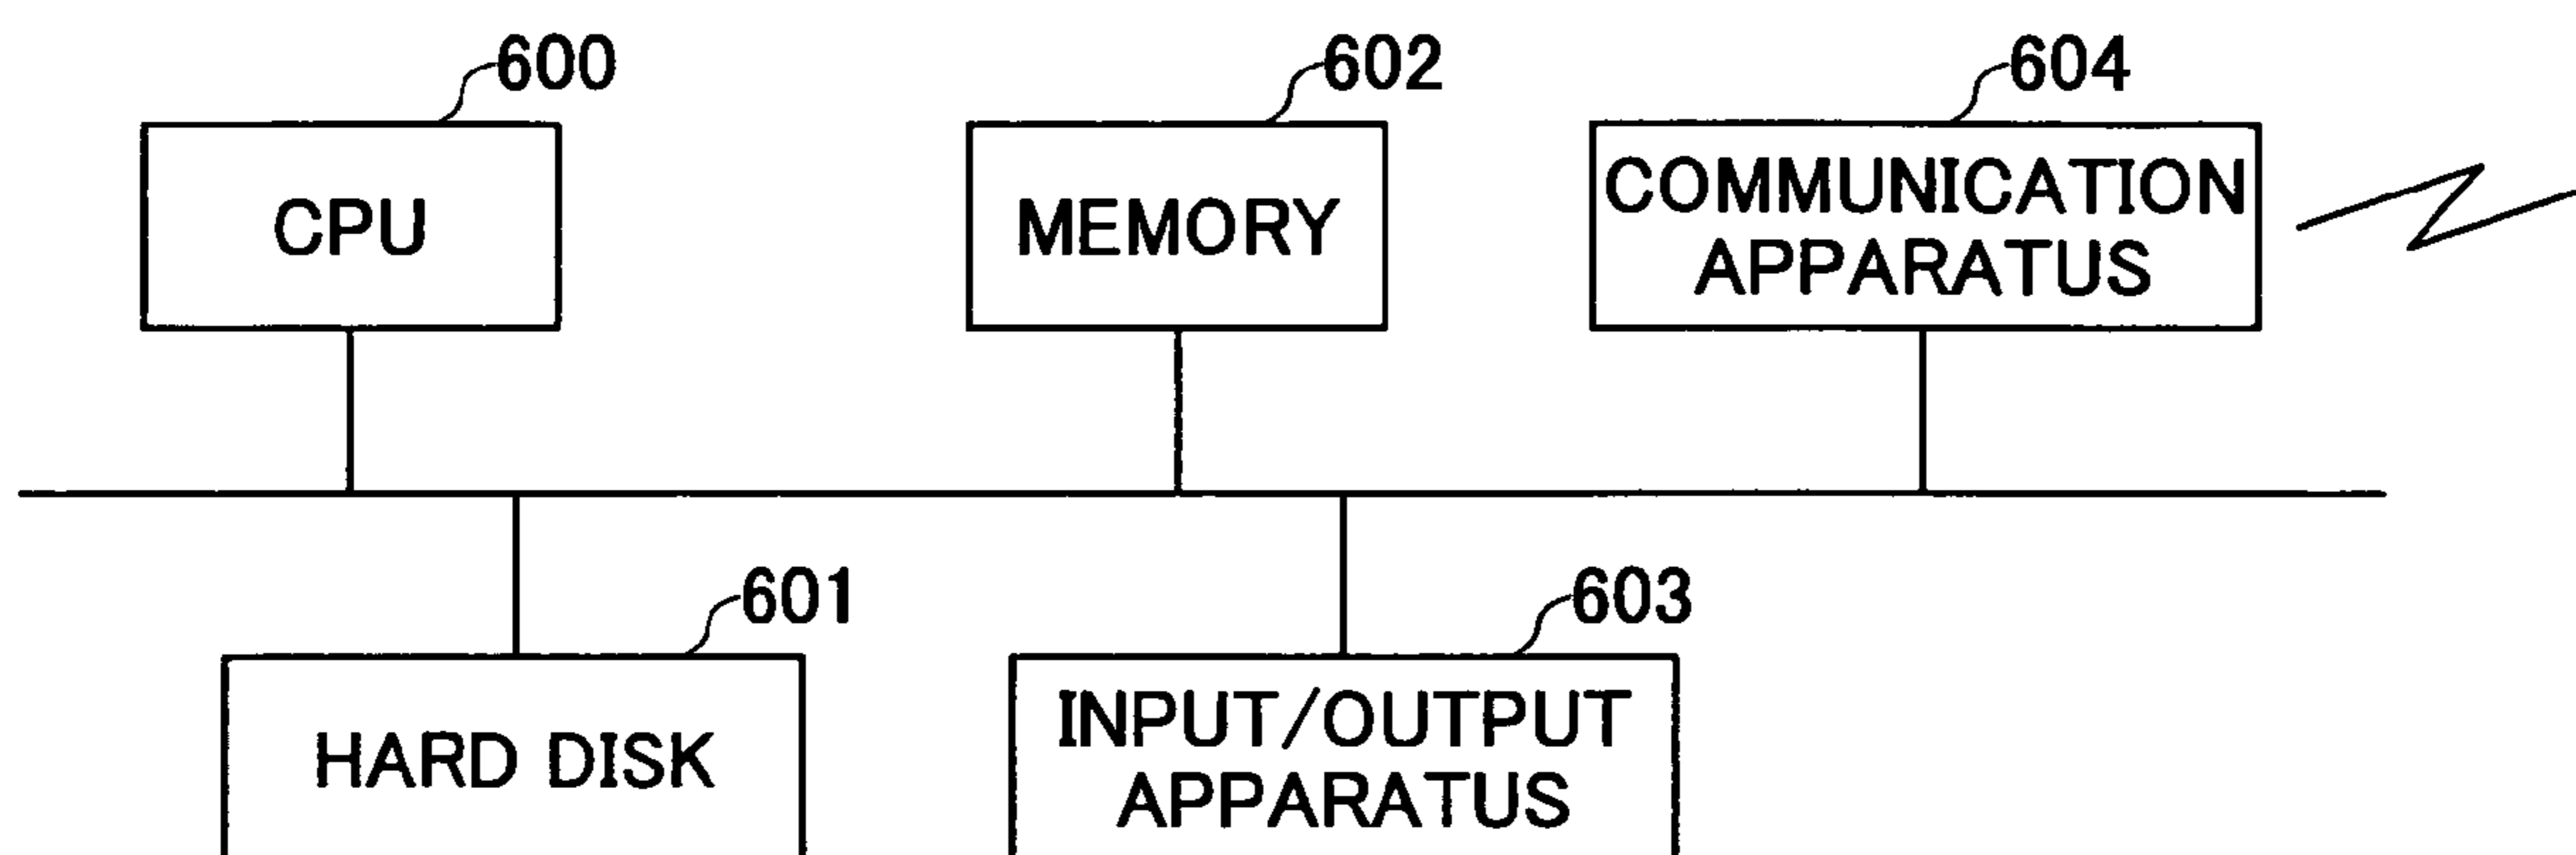 600
602
604
CPU
MEMORY
COMMUNICATION
APPARATUS
601
603
HARD DISK
INPUT/OUTPUT
APPARATUS